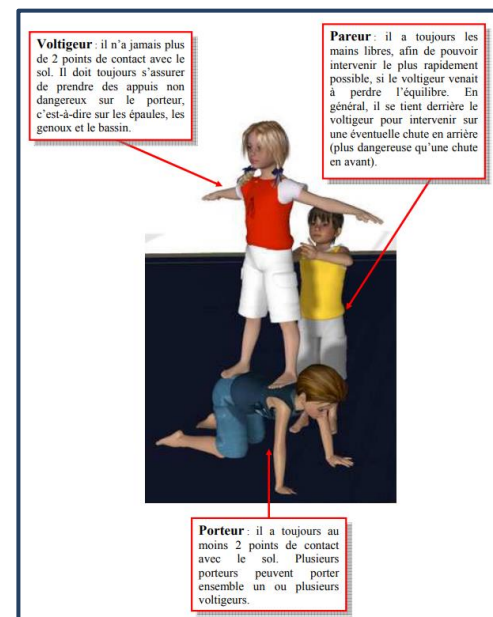 Voltigeur : il n'a jamais plus
de 2 points de contact avec le
sol. Il doit toujours s'assurer
de prendre des appuis non
dangereux sur le porteur,
c'est-à-dire sur les épaules, les
genoux et le bassin.
Pareur : il a toujours les
mains libres, afin de pouvoir
intervenir le plus rapidement
possible, si le voltigeur venait
à perdre l'équilibre. En
général, il se tient derrière le
voltigeur pour intervenir sur
une éventuelle chute en arrière
(plus dangereuse qu'une chute
en avant).
Porteur : il a toujours au
moins 2 points de contact
avec le sol. Plusieurs
porteurs peuvent porter
ensemble un ou plusieurs
voltigeurs.